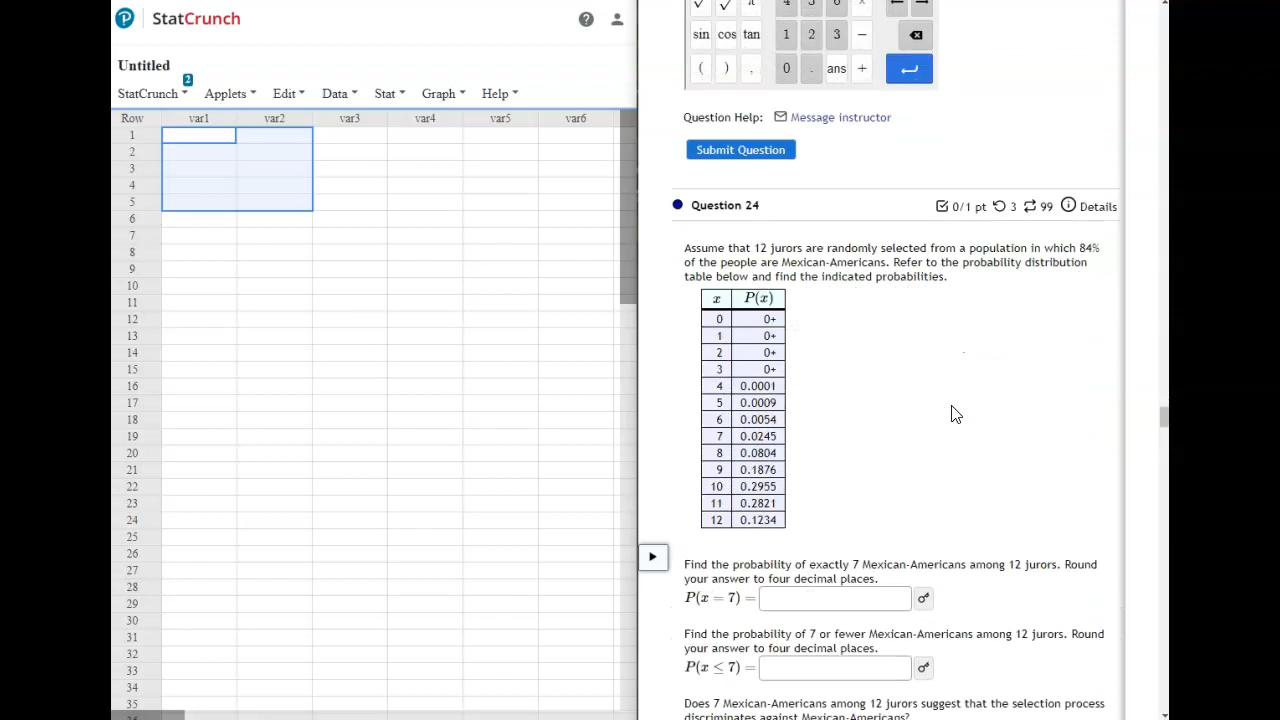 StatCrunch
Untitled
2
StatCrunch Applets Edit Data Stat Graph Help
Row var1 var2 var3 var4 var5 var6
1
2
3
4
5
6
7
8
9
10
11
12
13
14
15
16
17
18
19
20
21
22
23
24
25
26
27
28
29
30
31
32
33
34
35
sin cos tan 1 2 3 −
( ) , 0 . ans +
Question Help: Message instructor
Submit Question
Question 24 0/1 pt 3 99 Details
Assume that 12 jurors are randomly selected from a population in which 84%
of the people are Mexican-Americans. Refer to the probability distribution
table below and find the indicated probabilities.
x P(x)
0 0+
1 0+
2 0+
3 0+
4 0.0001
5 0.0009
6 0.0054
7 0.0245
8 0.0804
9 0.1876
10 0.2955
11 0.2821
12 0.1234
Find the probability of exactly 7 Mexican-Americans among 12 jurors. Round
your answer to four decimal places.
P(x = 7) =
Find the probability of 7 or fewer Mexican-Americans among 12 jurors. Round
your answer to four decimal places.
P(x ≤ 7) =
Does 7 Mexican-Americans among 12 jurors suggest that the selection process
discriminates against Mexican-Americans?